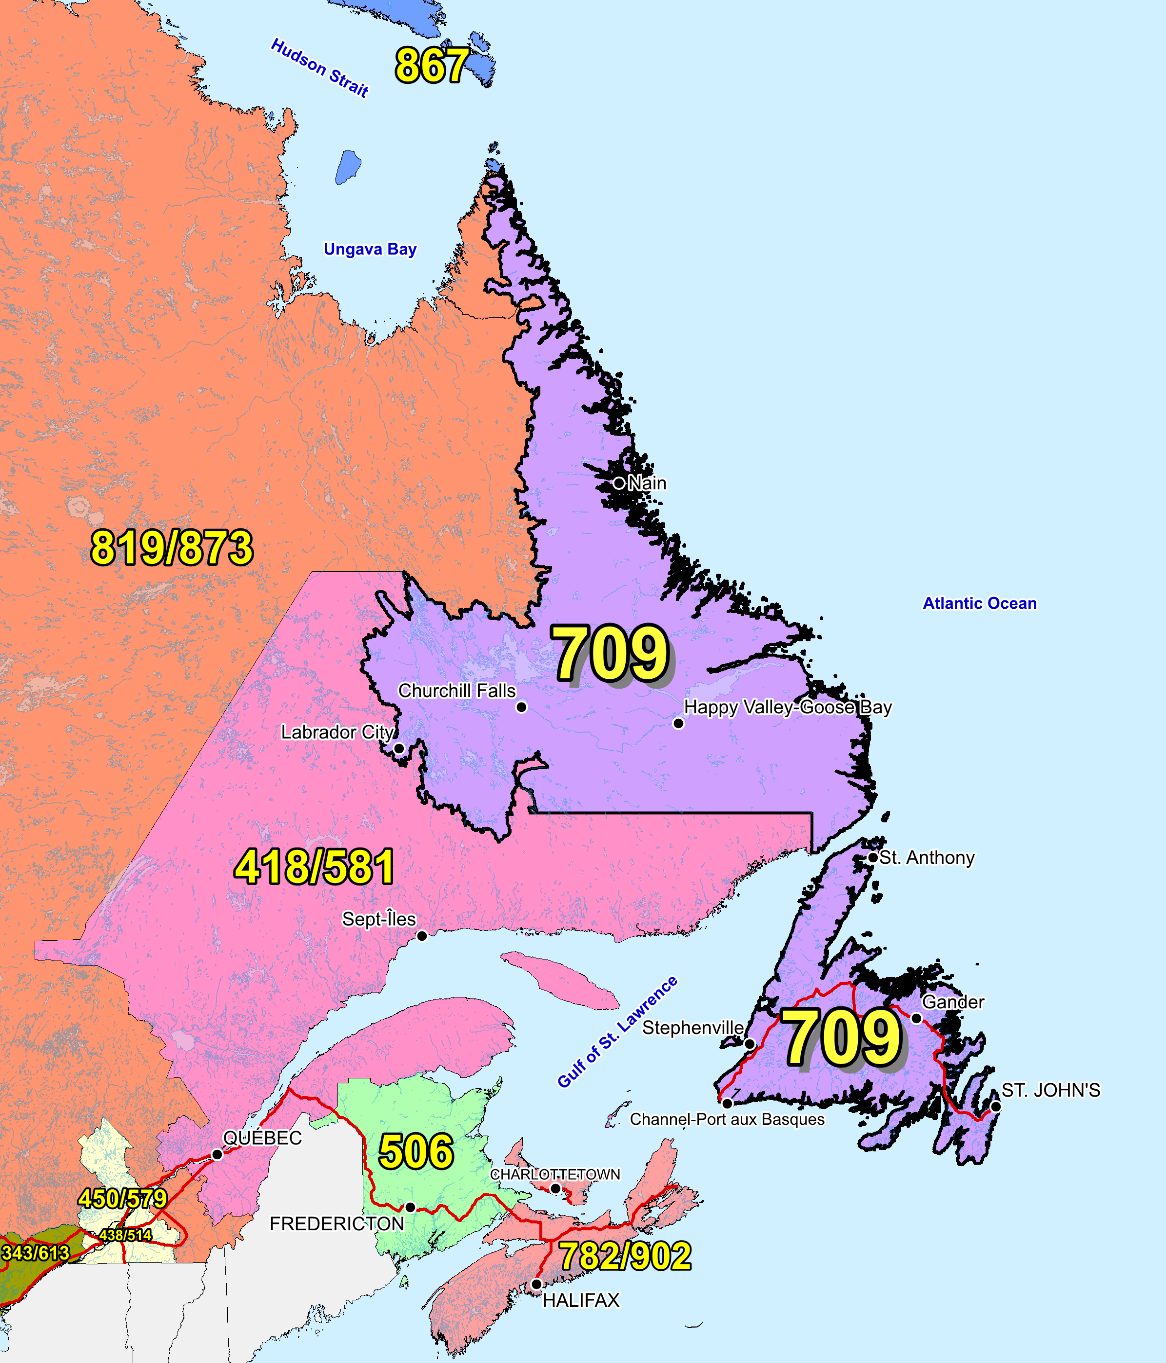 Hudson Strait
867
Ungava Bay
Nain
819/873
Atlantic Ocean
709
Churchill Falls
Happy Valley-Goose Bay
Labrador City
418/581
St. Anthony
Sept-Îles
Gulf of St. Lawrence
Gander
Stephenville
709
ST. JOHN'S
Channel-Port aux Basques
QUÉBEC
506
CHARLOTTETOWN
450/579
FREDERICTON
438/514
343/613
782/902
HALIFAX